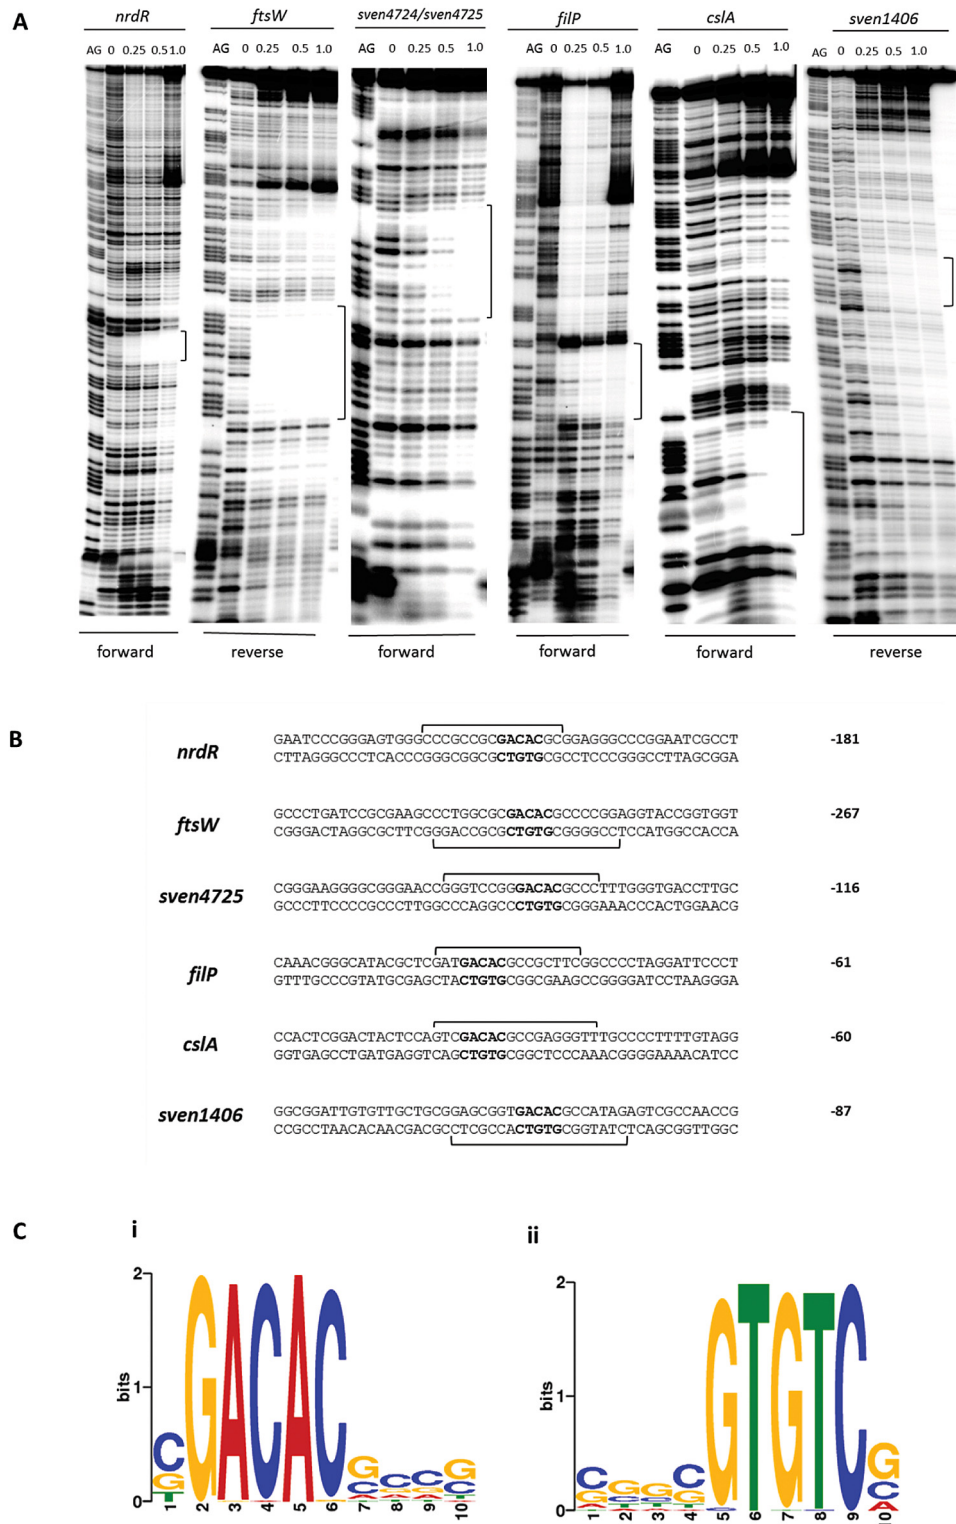 A
nrdR ftsW sven4724/sven4725 filP cslA sven1406
AG 0 0.25 0.5 1.0 AG 0 0.25 0.5 1.0 AG 0 0.25 0.5 1.0 AG 0 0.25 0.5 1.0 AG 0 0.25 0.5 1.0 AG 0 0.25 0.5 1.0
forward reverse forward forward forward reverse
B
nrdR
GAATCCCGGGAGTGGGCCCGCCGCGACACGCGGAGGGCCCGGAATCGCCT -181
CTTAGGGCCCTCACCCGGGCGGCGCTGTGCGCCTCCCGGGCCTTAGCGGA
ftsW
GCCCTGATCCGCGAAGCCCTGGCGCGACACGCCCCGGAGGTACCGGTGGT -267
CGGGACTAGGCGCTTCGGGACCGCGCTGTGCGGGGCCTCCATGGCCACCA
sven4725
CGGGAAGGGGCGGGAACCGGGTCCGGGACACGCCCTTTGGGTGACCTTGC -116
GCCCTTCCCCGCCCTTGGCCCAGGCCCTGTGCGGGAAACCCACTGGAACG
filP
CAAACGGGCATACGCTCGATGACACGCCGCTTCGGCCCCTAGGATTCCCT -61
GTTTGCCCGTATGCGAGCTACTGTGCGGCGAAGCCGGGGATCCTAAGGGA
cslA
CCACTCGGACTACTCCAGTCGACACGCCGAGGGTTTGCCCCTTTTGTAGG -60
GGTGAGCCTGATGAGGTCAGCTGTGCGGCTCCCAAACGGGGAAAACATCC
sven1406
GGCGGATTGTGTTGCTGCGGAGCGGTGACACGCCATAGAGTCGCCAACCG -87
CCGCCTAACACAACGACGCCTCGCCACTGTGCGGTATCTCAGCGGTTGGC
C
i
ii
2
1
0
bits
1 2 3 4 5 6 7 8 9 10
2
1
0
bits
1 2 3 4 5 6 7 8 9 10